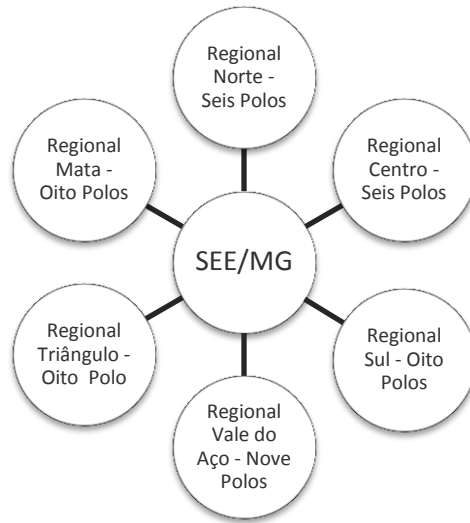 Regional
Norte -
Seis Polos
Regional
Mata -
Oito Polos
Regional
Centro -
Seis Polos
SEE/MG
Regional
Triângulo -
Oito Polo
Regional
Sul - Oito
Polos
Regional
Vale do
Aço - Nove
Polos